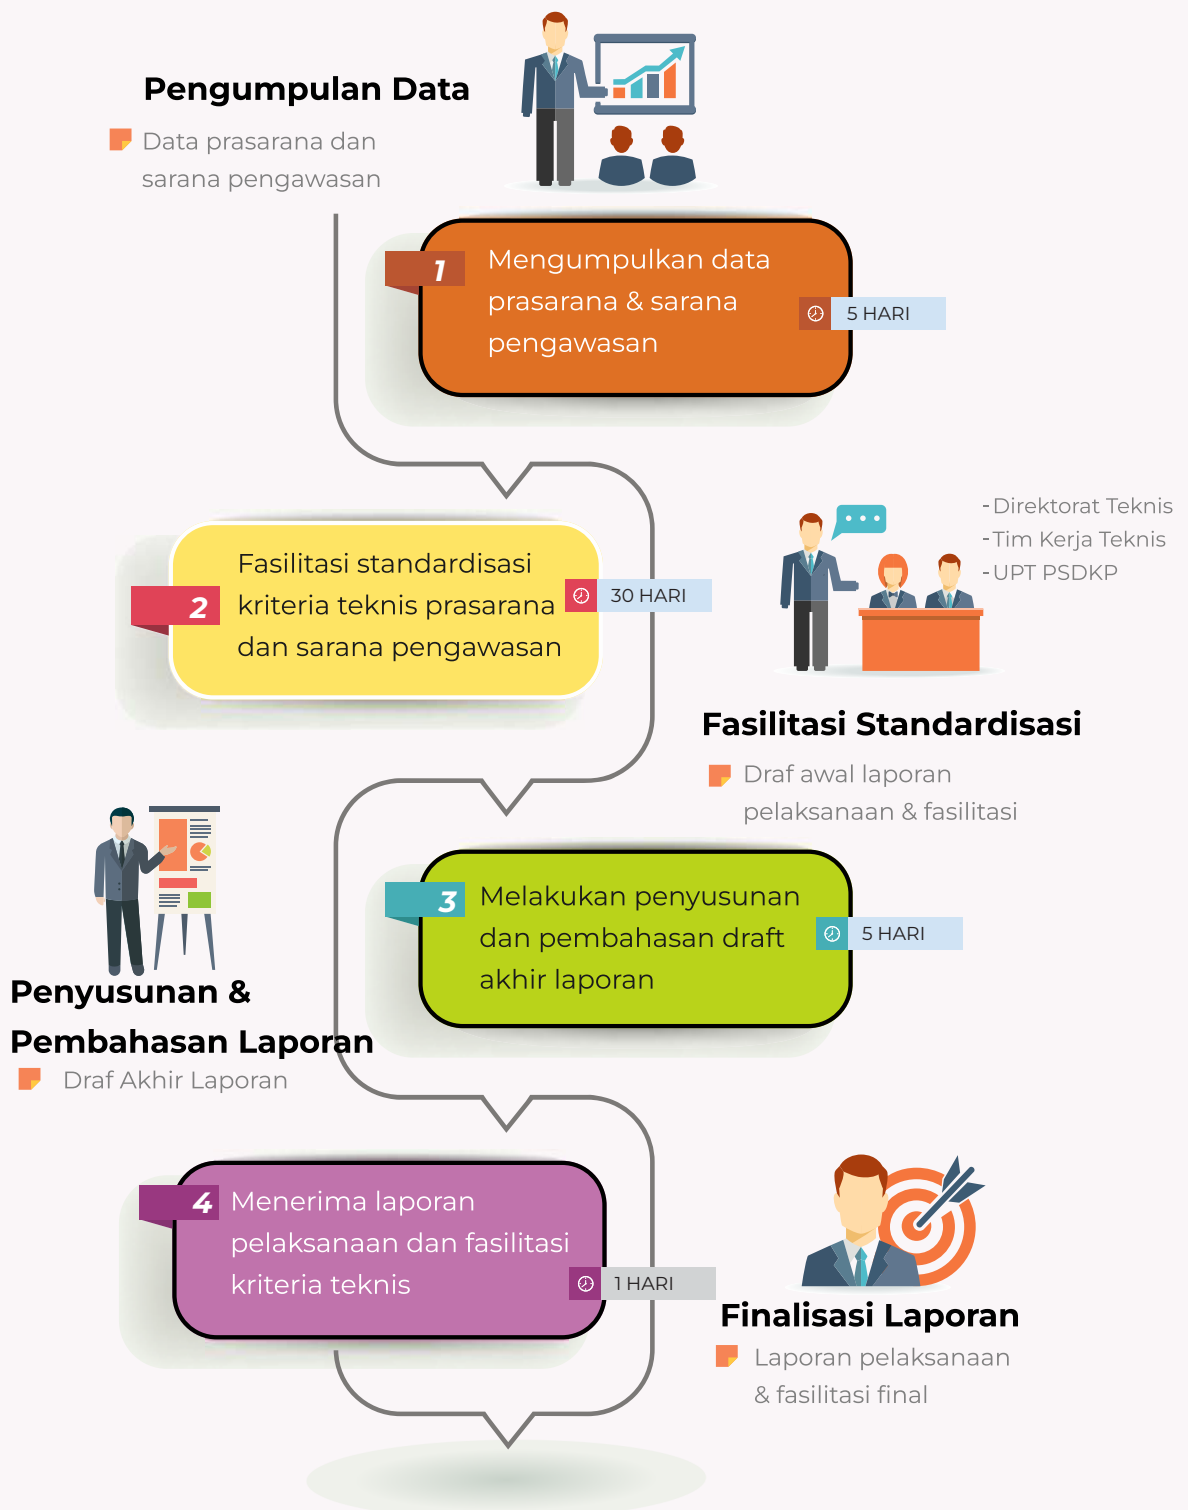 Pengumpulan Data
Data prasarana dan
sarana pengawasan
1
Mengumpulkan data
prasarana & sarana
pengawasan
5 HARI
2
Fasilitasi standardisasi
kriteria teknis prasarana
dan sarana pengawasan
30 HARI
-Direktorat Teknis
-Tim Kerja Teknis
-UPT PSDKP
Fasilitasi Standardisasi
Draf awal laporan
pelaksanaan & fasilitasi
3
Melakukan penyusunan
dan pembahasan draft
akhir laporan
5 HARI
Penyusunan &
Pembahasan Laporan
Draf Akhir Laporan
4
Menerima laporan
pelaksanaan dan fasilitasi
kriteria teknis
1 HARI
Finalisasi Laporan
Laporan pelaksanaan
& fasilitasi final